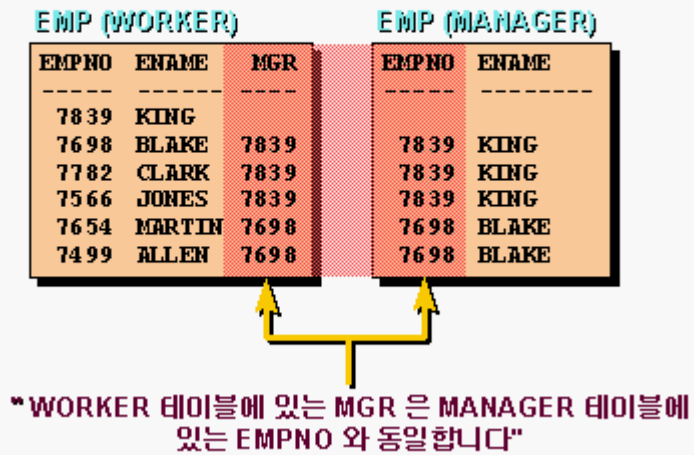 EMP (WORKER)
EMPNO ENAME MGR
----- ------ ----
7839 KING
7698 BLAKE 7839
7782 CLARK 7839
7566 JONES 7839
7654 MARTIN 7698
7499 ALLEN 7698
EMP (MANAGER)
EMPNO ENAME
----- --------
7839 KING
7839 KING
7839 KING
7698 BLAKE
7698 BLAKE
"WORKER 테이블에 있는 MGR 은 MANAGER 테이블에
있는 EMPNO 와 동일합니다"